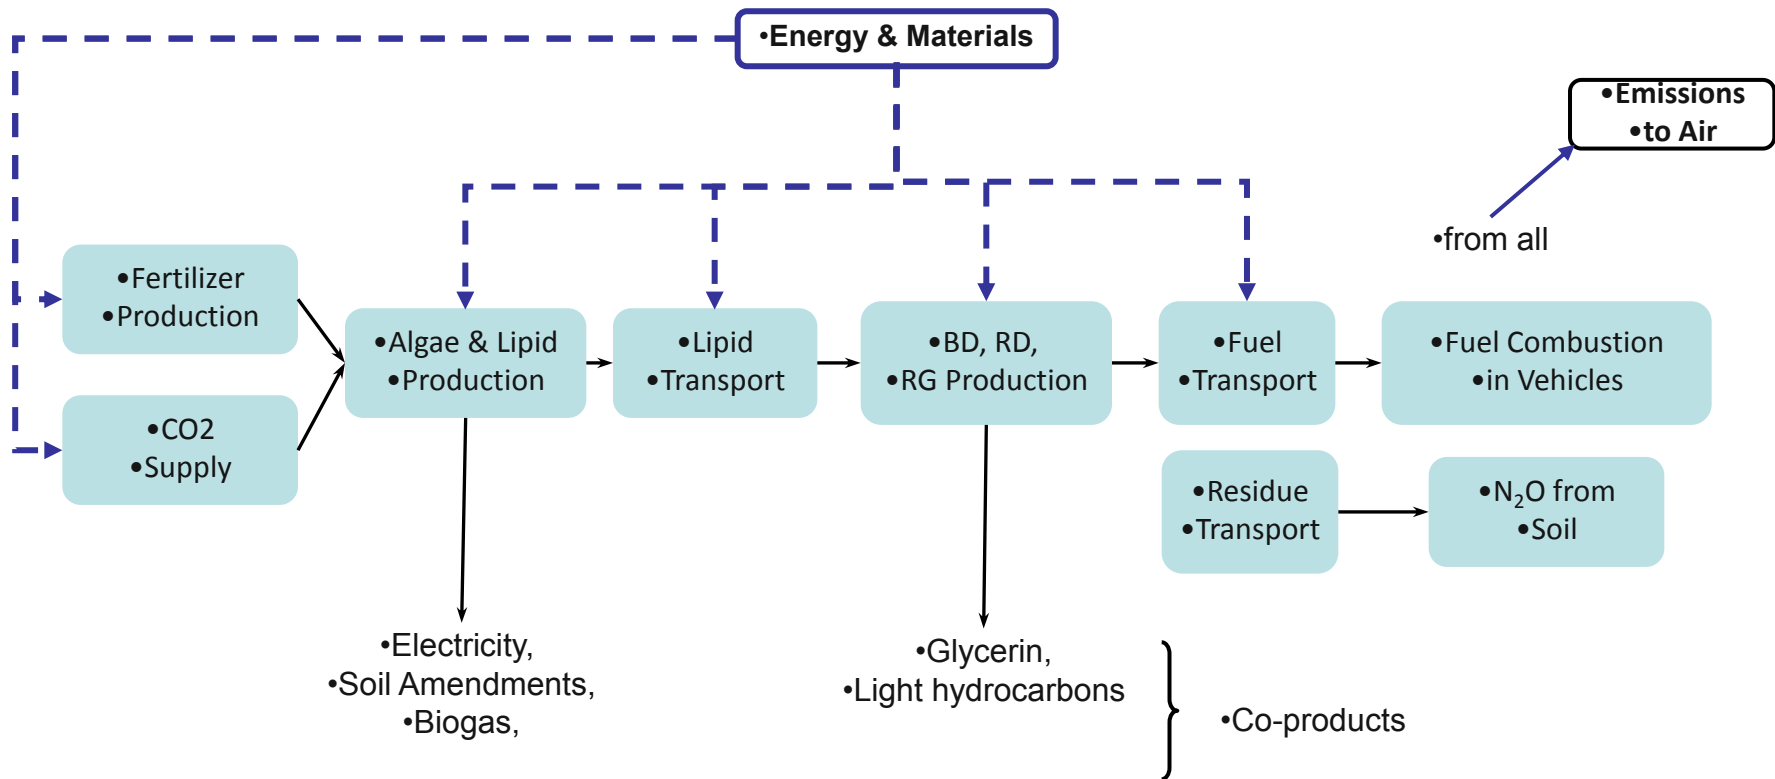 •Energy & Materials
•Emissions
•to Air
•from all
•Fertilizer
•Production
•Algae & Lipid
•Production
•Lipid
•Transport
•BD, RD,
•RG Production
•Fuel
•Transport
•Fuel Combustion
•in Vehicles
•CO2
•Supply
•Residue
•Transport
•N₂O from
•Soil
•Electricity,
•Soil Amendments,
•Biogas,
•Glycerin,
•Light hydrocarbons
•Co-products